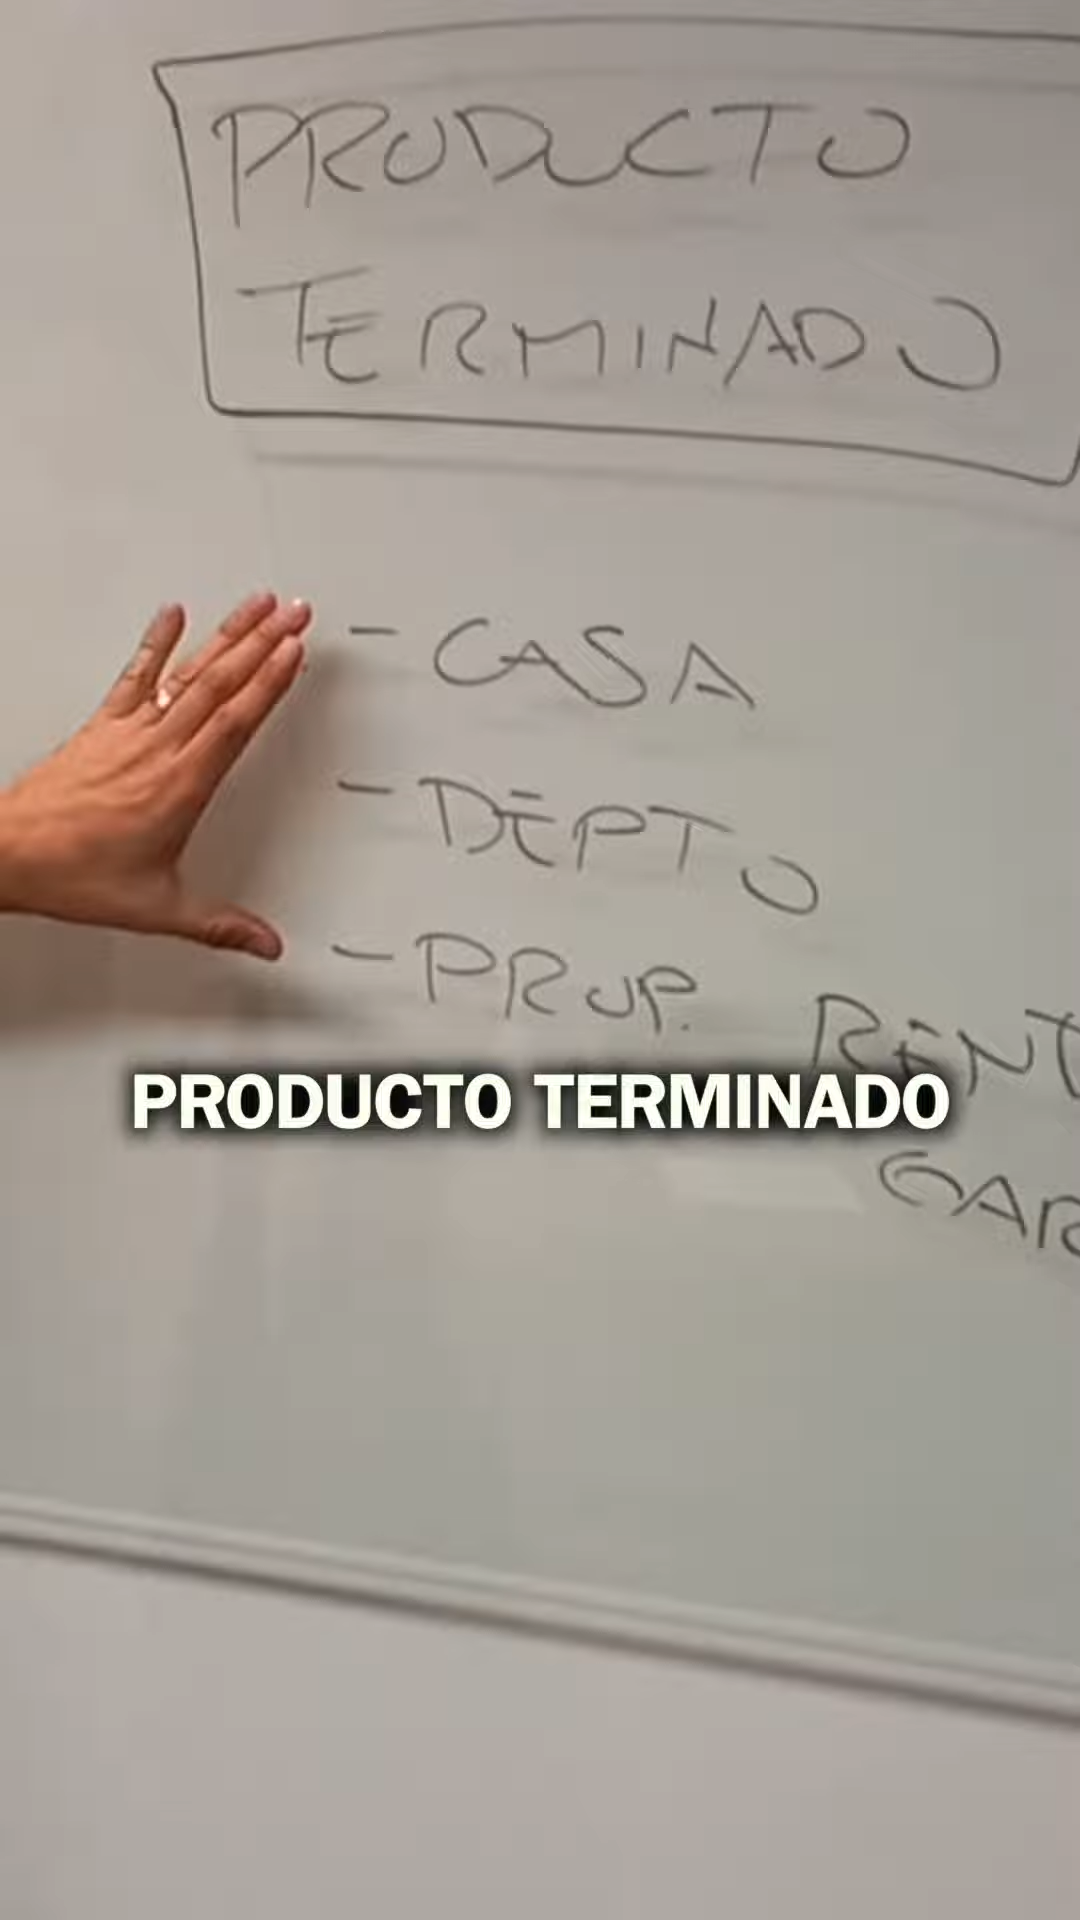 PRODUCTO
TERMINADO
- CASA
- DEPTO
- PROP.
PRODUCTO TERMINADO